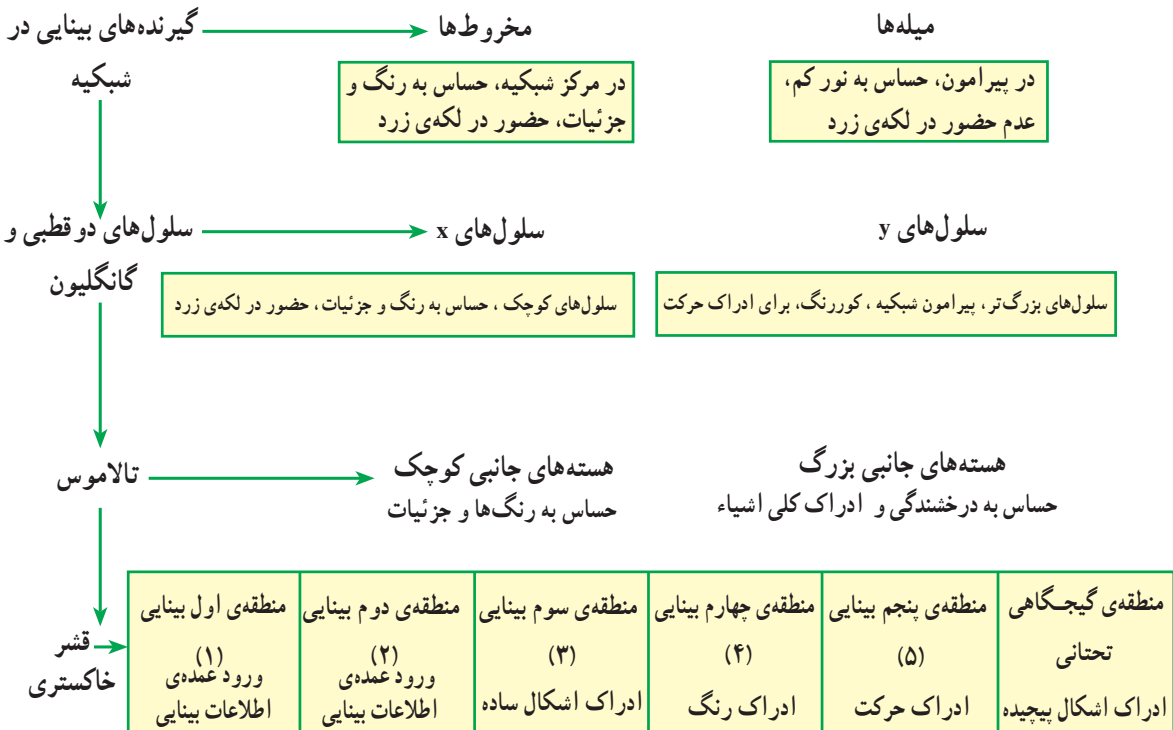 گیرنده‌های بینایی در
شبکیه
مخروط‌ها
در مرکز شبکیه، حساس به رنگ و
جزئیات، حضور در لکه‌ی زرد
میله‌ها
در پیرامون، حساس به نور کم،
عدم حضور در لکه‌ی زرد
سلول‌های دو قطبی و
گانگلیون
سلول‌های x
سلول‌های کوچک ، حساس به رنگ و جزئیات، حضور در لکه‌ی زرد
سلول‌های y
سلول‌های بزرگ‌تر، پیرامون شبکیه ، کوررنگ، برای ادراک حرکت
تالاموس
هسته‌های جانبی کوچک
حساس به رنگ‌ها و جزئیات
هسته‌های جانبی بزرگ
حساس به درخشندگی و ادراک کلی اشیاء
قشر
خاکستری
منطقه‌ی اول بینایی
(۱)
ورود عمده‌ی
اطلاعات بینایی
منطقه‌ی دوم بینایی
(۲)
ورود عمده‌ی
اطلاعات بینایی
منطقه‌ی سوم بینایی
(۳)
ادراک اشکال ساده
منطقه‌ی چهارم بینایی
(۴)
ادراک رنگ
منطقه‌ی پنجم بینایی
(۵)
ادراک حرکت
منطقه‌ی گیجگاهی
تحتانی
ادراک اشکال پیچیده